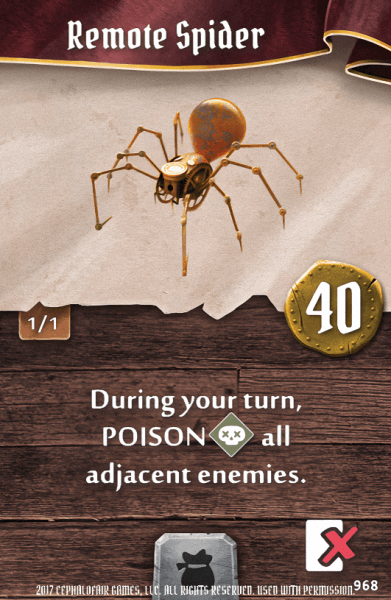 Remote Spider
40
1/1
During your turn,
POISON all
adjacent enemies.
2017 CEPHALOFAIR GAMES, LLC. ALL RIGHTS RESERVED. USED WITH PERMISSION. 968